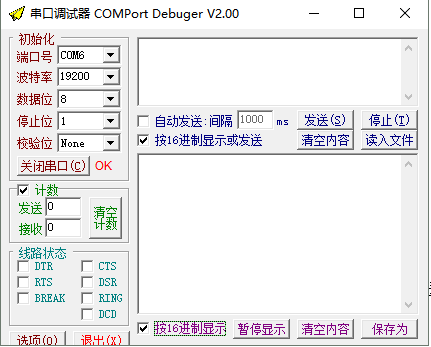 串口调试器 COMPort Debuger V2.00
初始化
端口号 COM6
波特率 19200
数据位 8
停止位 1
校验位 None
关闭串口(C) OK
计数
发送 0
接收 0
清空
计数
线路状态
DTR CTS
RTS DSR
BREAK RING
DCD
选项(O) 退出(X)
自动发送:间隔 1000 ms 发送(S) 停止(T)
按16进制显示或发送 清空内容 读入文件
按16进制显示 暂停显示 清空内容 保存为